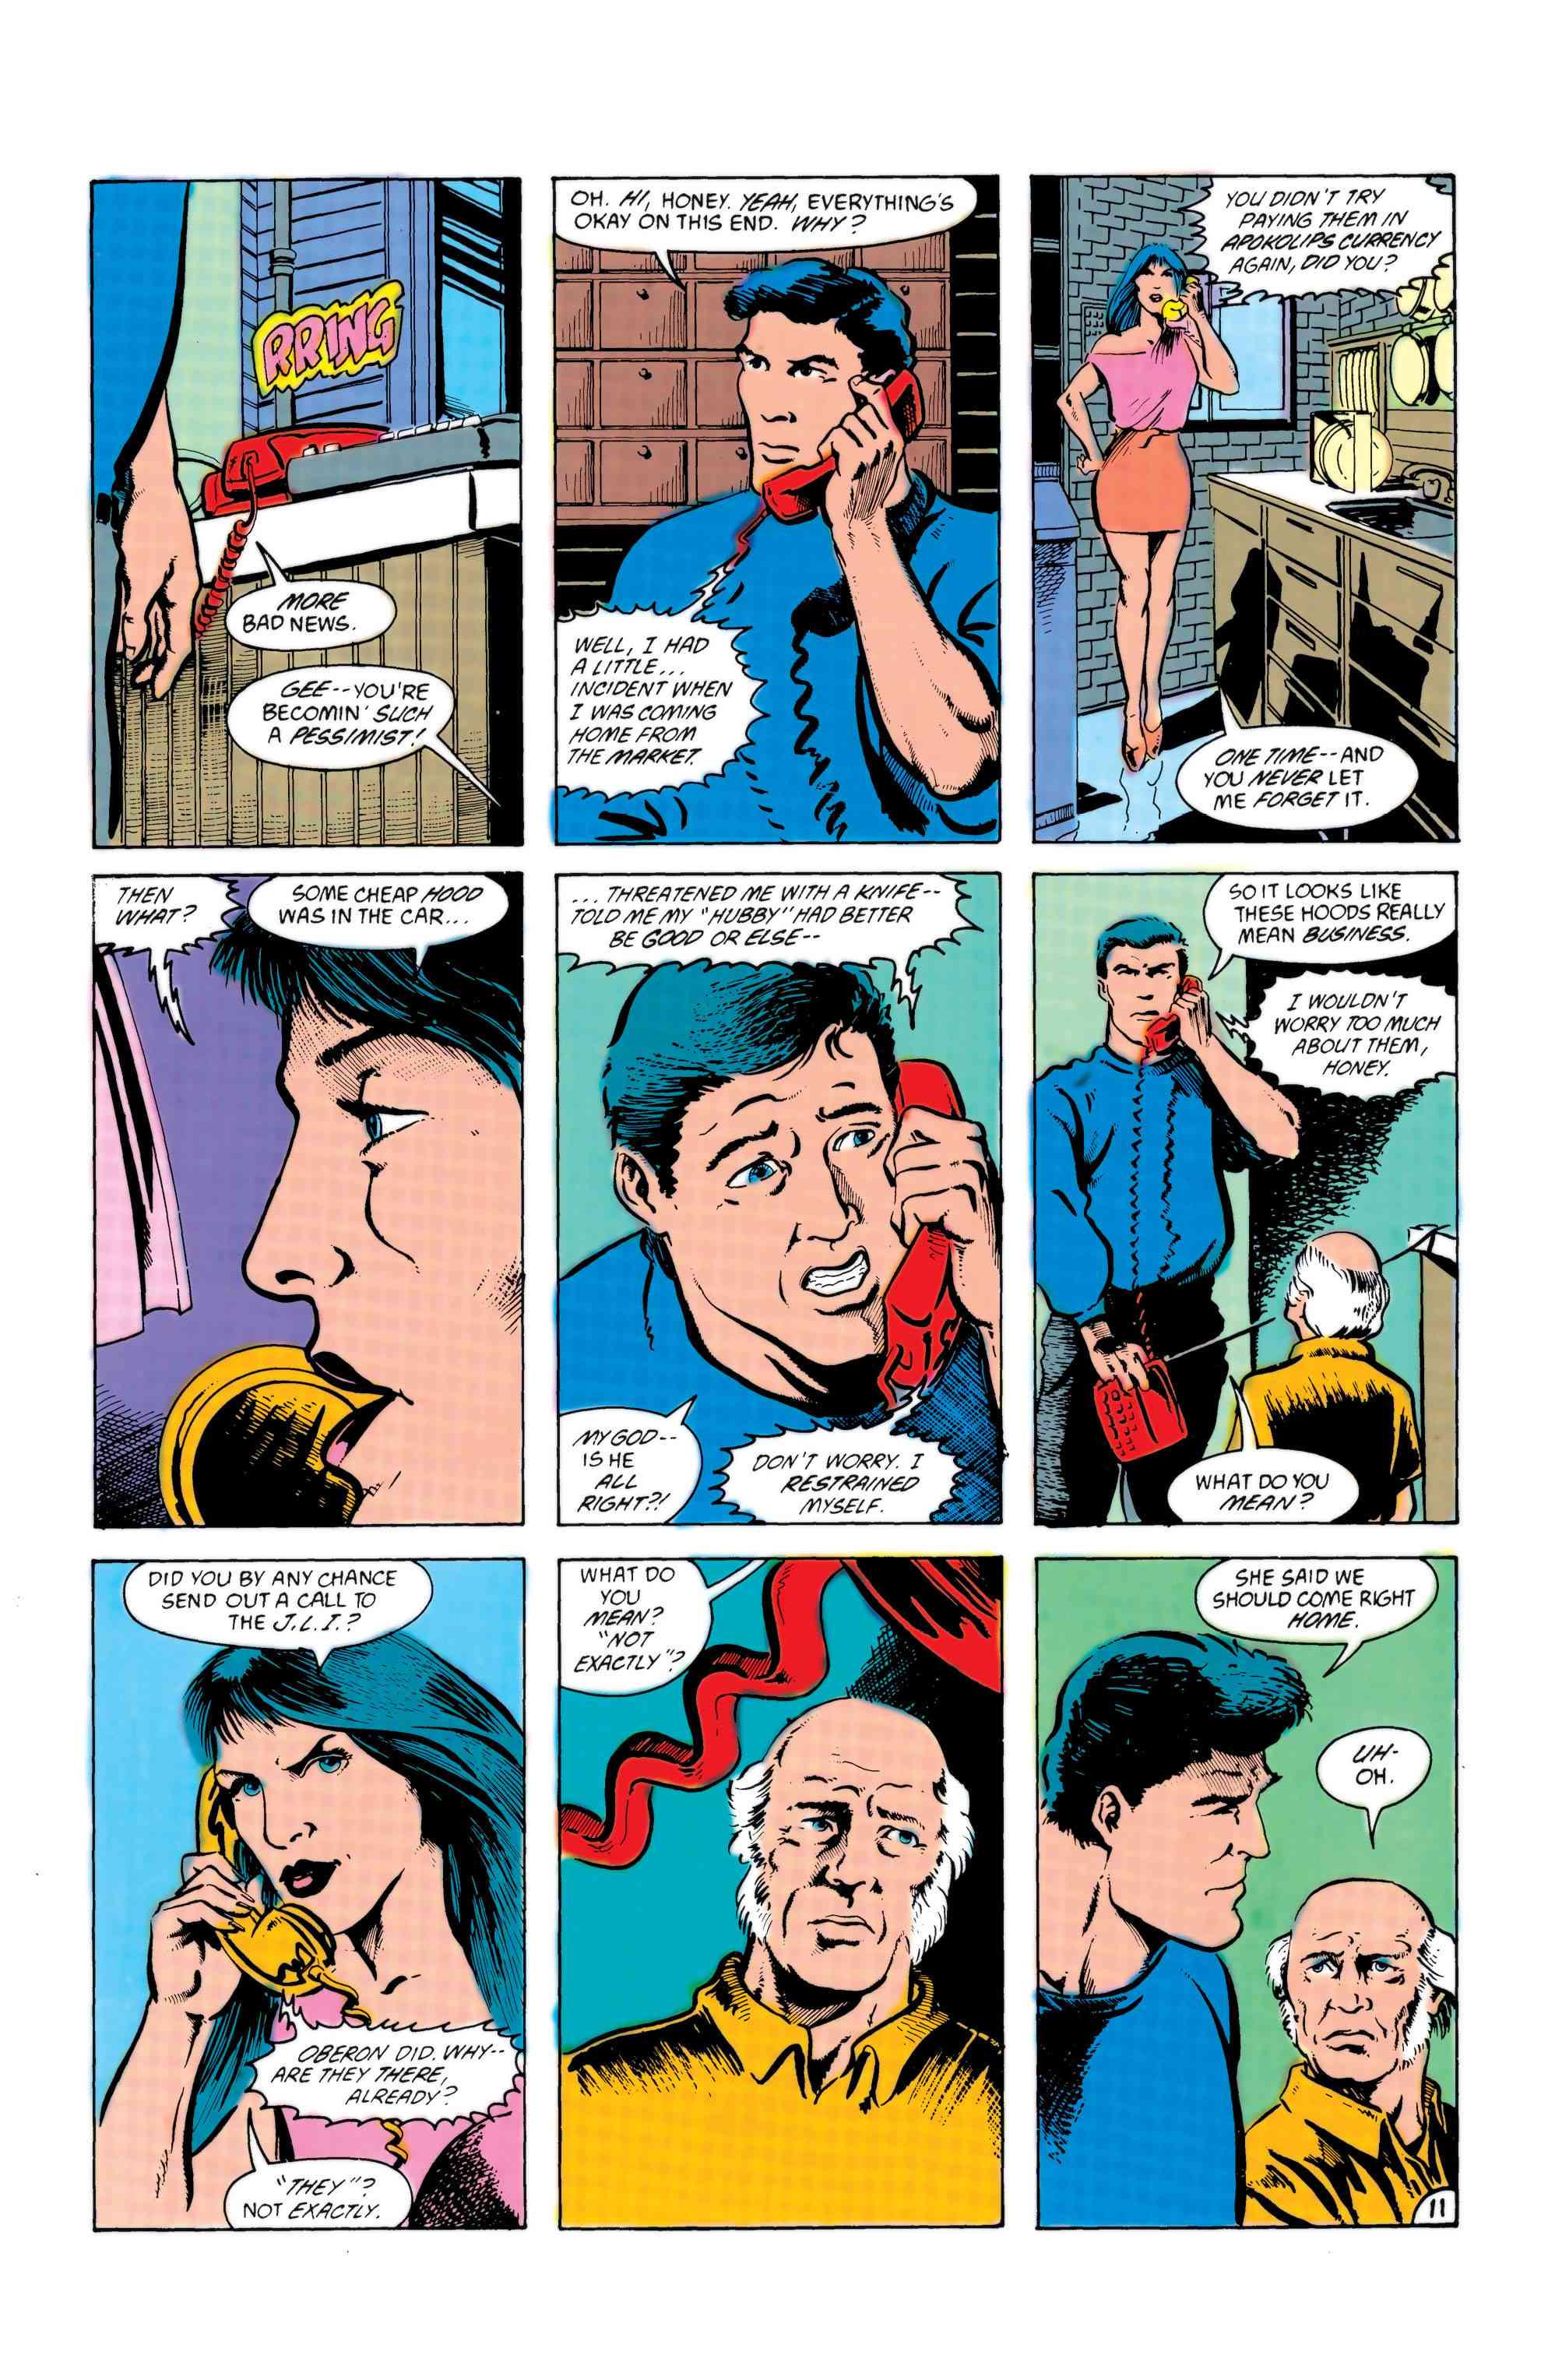 RRING
MORE
BAD NEWS.
GEE--YOU'RE
BECOMIN' SUCH
A PESSIMIST!
OH. HI, HONEY. YEAH, EVERYTHING'S
OKAY ON THIS END. WHY?
WELL, I HAD
A LITTLE...
INCIDENT WHEN
I WAS COMING
HOME FROM
THE MARKET.
YOU DIDN'T TRY
PAYING THEM IN
APOKOLIPS CURRENCY
AGAIN, DID YOU?
ONE TIME--AND
YOU NEVER LET
ME FORGET IT.
THEN
WHAT?
SOME CHEAP HOOD
WAS IN THE CAR...
...THREATENED ME WITH A KNIFE--
TOLD ME MY "HUBBY" HAD BETTER
BE GOOD OR ELSE--
MY GOD--
IS HE
ALL
RIGHT?!
DON'T WORRY. I
RESTRAINED
MYSELF.
SO IT LOOKS LIKE
THESE HOODS REALLY
MEAN BUSINESS.
I WOULDN'T
WORRY TOO MUCH
ABOUT THEM,
HONEY.
WHAT DO YOU
MEAN?
DID YOU BY ANY CHANCE
SEND OUT A CALL TO
THE J.L.I.?
OBERON DID. WHY--
ARE THEY THERE,
ALREADY?
"THEY"?
NOT EXACTLY.
WHAT DO
YOU
MEAN?
"NOT
EXACTLY"?
SHE SAID WE
SHOULD COME RIGHT
HOME.
UH-
OH.
11